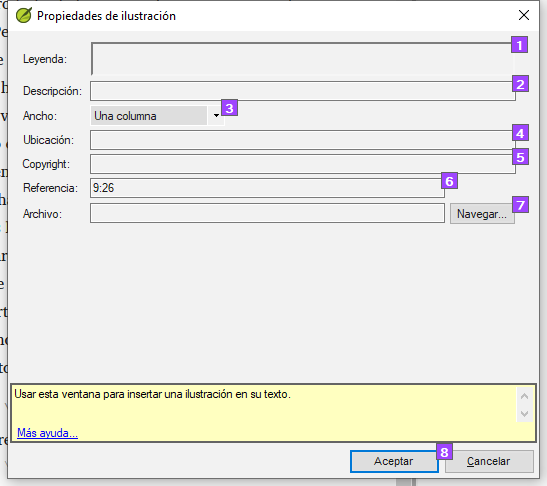 Propiedades de ilustración
1
Leyenda:
2
Descripción:
3
Ancho: Una columna
4
Ubicación:
5
Copyright:
6
Referencia: 9:26
7
Archivo: Navegar...
Usar esta ventana para insertar una ilustración en su texto.
Más ayuda...
8
Aceptar Cancelar